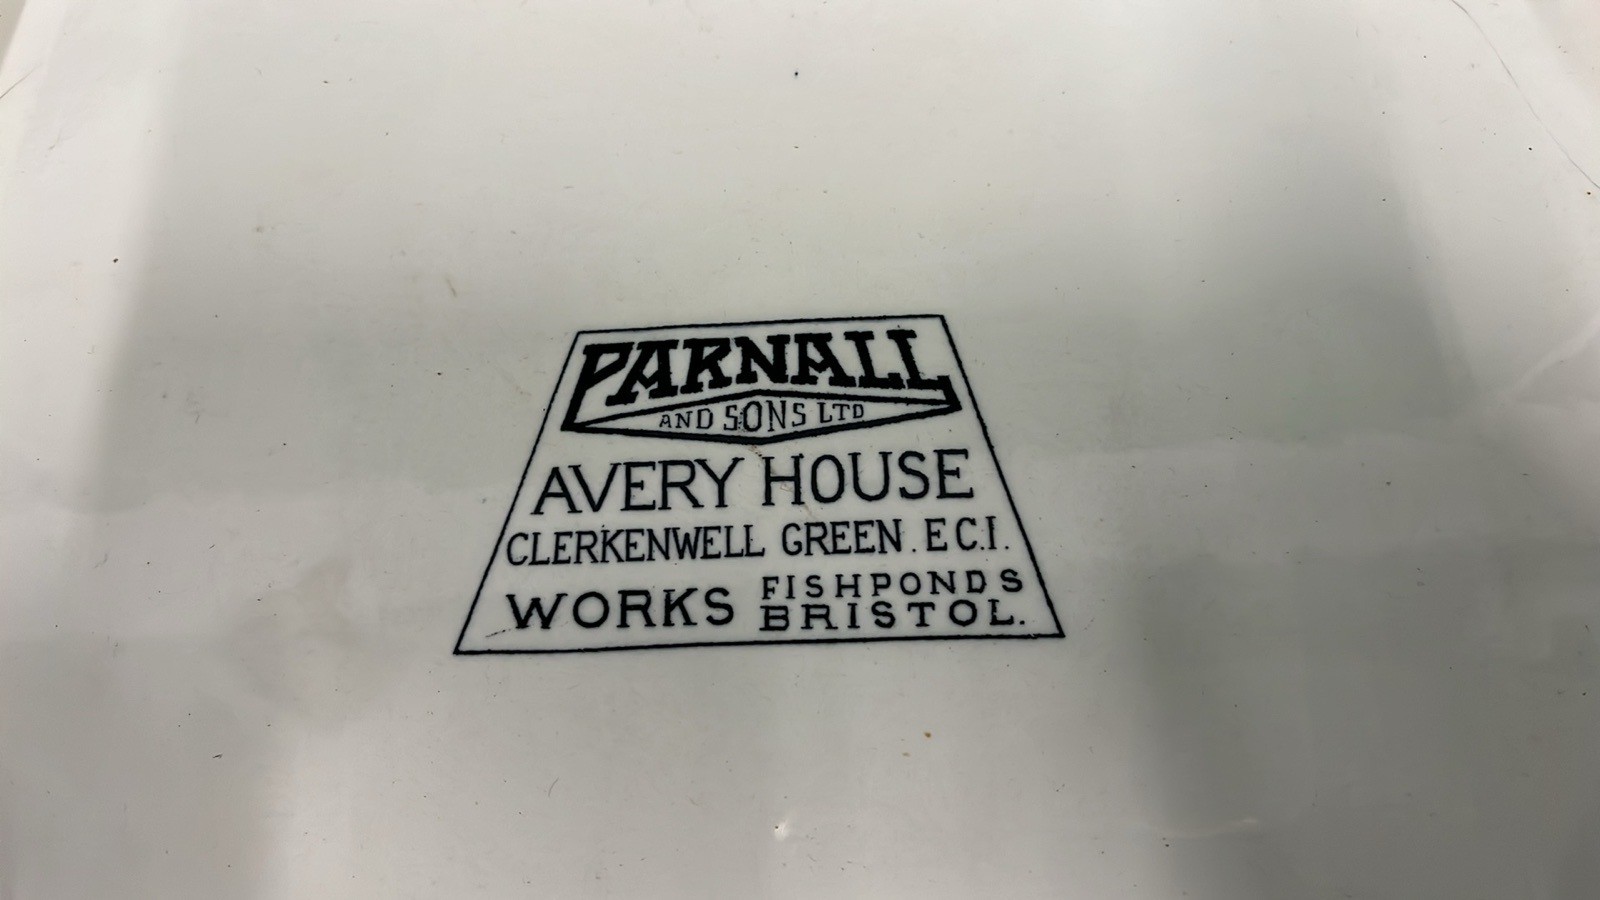 PARNALL
AND SONS LTD
AVERY HOUSE
CLERKENWELL GREEN. E.C.I.
WORKS FISHPONDS
BRISTOL.